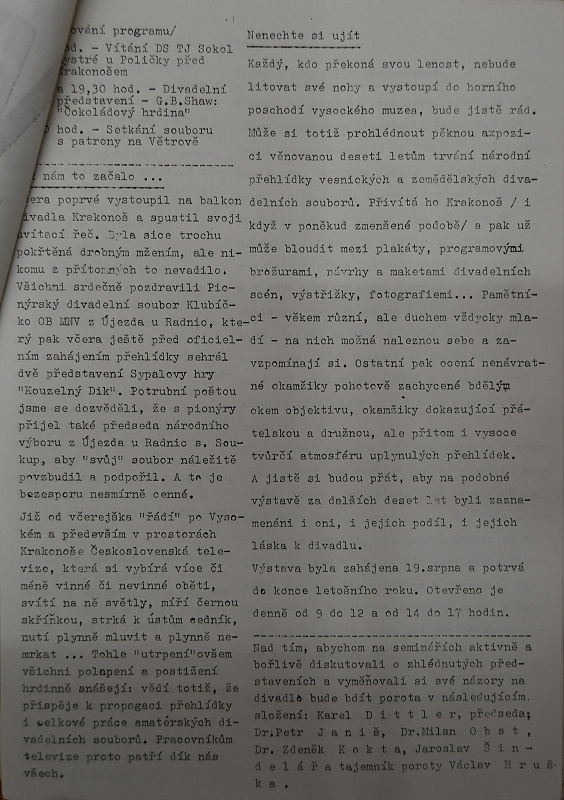 ování programu/
od. - Vítání DS TJ Sokol
ystré u Poličky před
Krakonošem
a 19,30 hod. - Divadelní
představení - G.B.Shaw:
"Čokoládový hrdina"
0 hod. - Setkání souboru
s patrony na Větrově
nám to začalo ...
era poprvé vystoupil na balkon
ivadla Krakonoš a spustil svoji
uvítací řeč. Byla sice trochu
pokřtěná drobným mžením, ale ni-
komu z přítomných to nevadilo.
Všichni srdečně pozdravili Pio-
nýrský divadelní soubor Klubíč-
ko OB MNV z Újezda u Radnic, kte-
rý pak včera ještě před oficiel-
ním zahájením přehlídky sehrál
dvě představení Sypalovy hry
"Kouzelný Dik". Potrubní poštou
jsme se dozvěděli, že s pionýry
přijel také předseda národního
výboru z Újezda u Radnic s. Sou-
kup, aby "svůj" soubor náležitě
povzbudil a podpořil. A to je
bezesporu nesmírně cenné.
Již od včerejška "řádí" po Vyso-
kém a především v prostorách
Krakonoše Československá tele-
vize, která si vybírá více či
méně vinné či nevinné oběti,
svítí na ně světly, míří černou
skříňkou, strká k ústům cedník,
nutí plynně mluvit a plynně ne-
mrkat ... Tohle "utrpení"ovšem
všichni polapení a postižení
hrdinně snášejí: vědí totiž, že
přispěje k propagaci přehlídky
i celkové práce amatérských di-
vadelních souborů. Pracovníkům
televize proto patří dík nás
všech.
Nenechte si ujít
Každý, kdo překoná svou lenost, nebude
litovat své nohy a vystoupí do horního
poschodí vysockého muzea, bude jistě rád.
Může si totiž prohlédnout pěknou axpozi-
ci věnovanou deseti letům trvání národní
přehlídky vesnických a zemědělských diva-
delních souborů. Přivítá ho Krakonoš / i
když v poněkud zmenšené podobě/ a pak už
může bloudit mezi plakáty, programovými
brožurami, návrhy a maketami divadelních
scén, výstřižky, fotografiemi... Pamětní-
ci - věkem různí, ale duchem vždycky mla-
dí - na nich možná naleznou sebe a za-
vzpomínají si. Ostatní pak ocení nenávrat-
né okamžiky pohotově zachycené bdělým
okem objektivu, okamžiky dokazující přá-
telskou a družnou, ale přitom i vysoce
tvůrčí atmosféru uplynulých přehlídek.
A jistě si budou přát, aby na podobné
výstavě za dalších deset let byli zazna-
menáni i oni, i jejich podíl, i jejich
láska k divadlu.
Výstava byla zahájena 19.srpna a potrvá
do konce letošního roku. Otevřeno je
denně od 9 do 12 a od 14 do 17 hodin.
Nad tím, abychom na seminářích aktivně a
bořlivě diskutovali o zhlédnutých před-
staveních a vyměňovali si své názory na
divadlo bude bdít porota v následujícím
složení: Karel D i t t l e r, předseda;
Dr.Petr J a n i š, Dr.Milan O b s t ,
Dr. Zdeněk K o k t a, Jaroslav Š i n -
d e l á ř a tajemník poroty Václav H r u š-
k a .